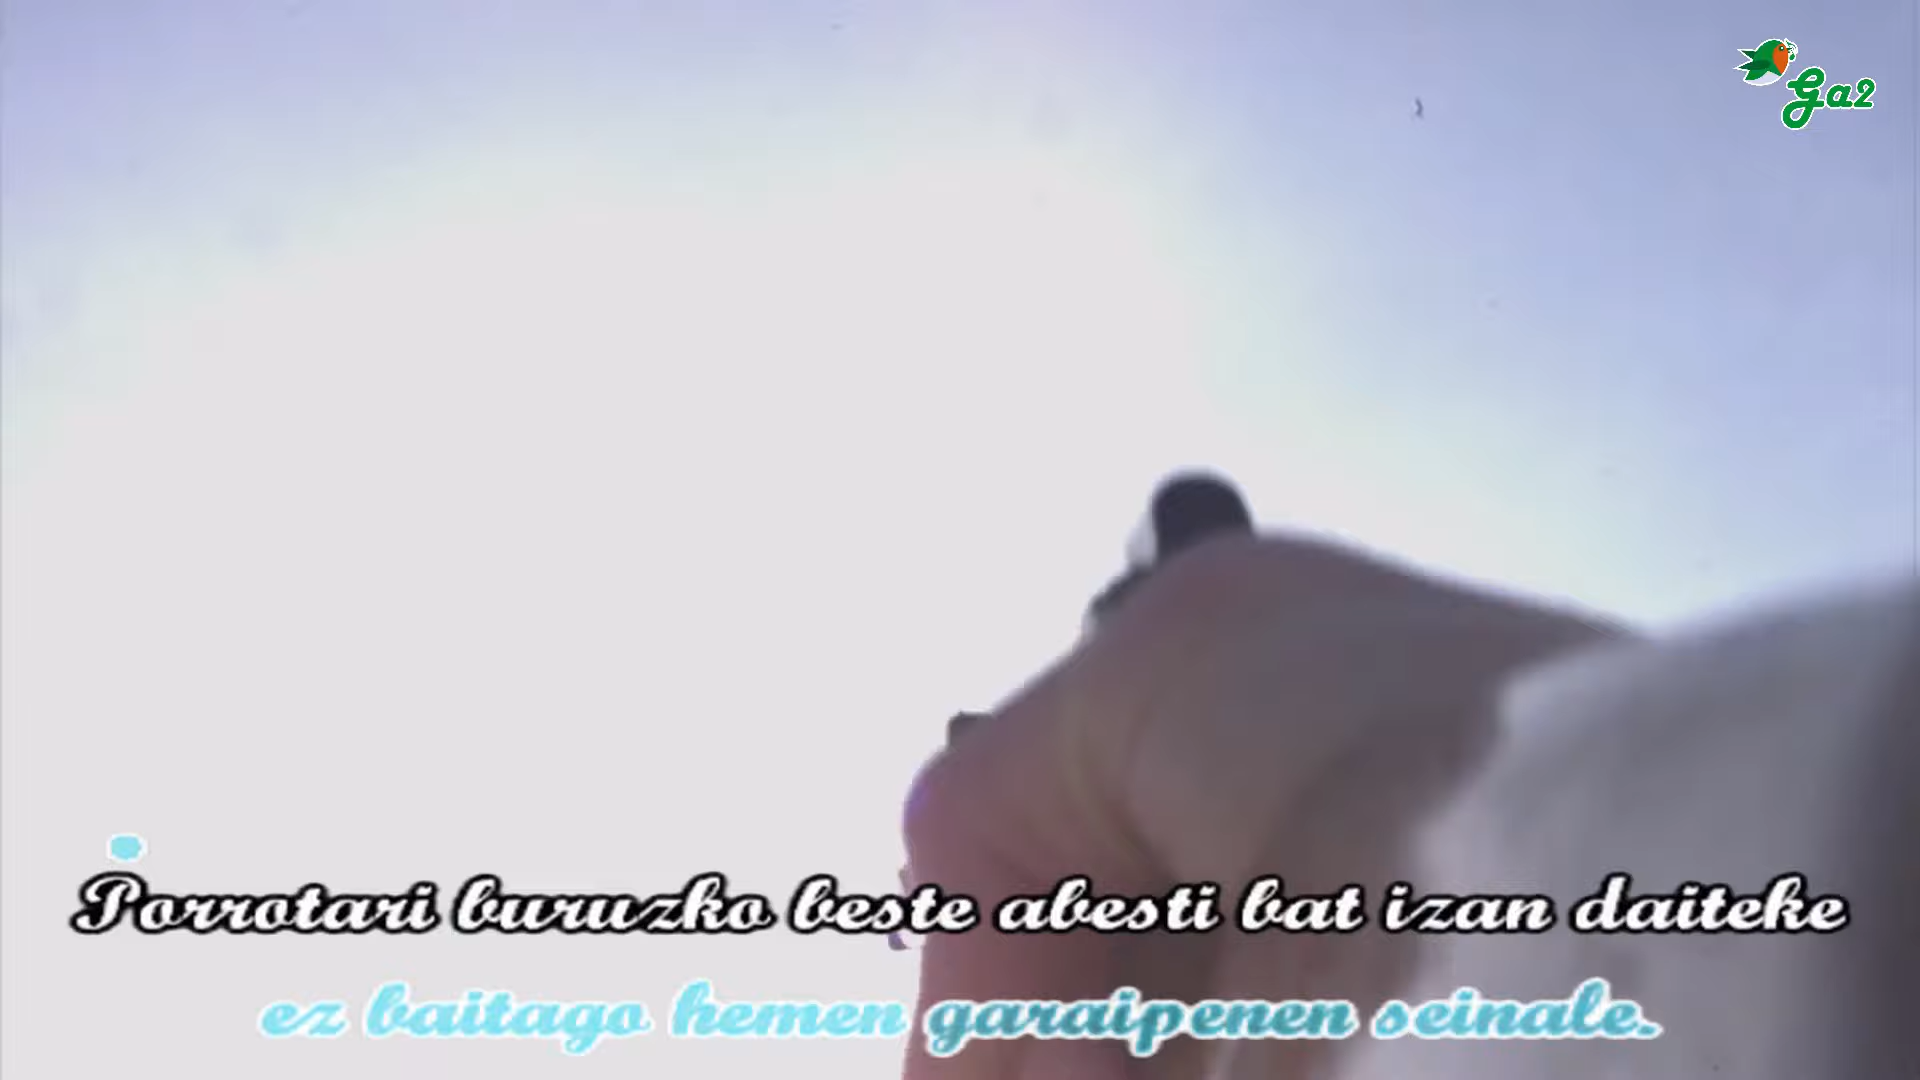 Ga2
Porrotari buruzko beste abesti bat izan daiteke
ez baitago hemen garaipenen seinale.